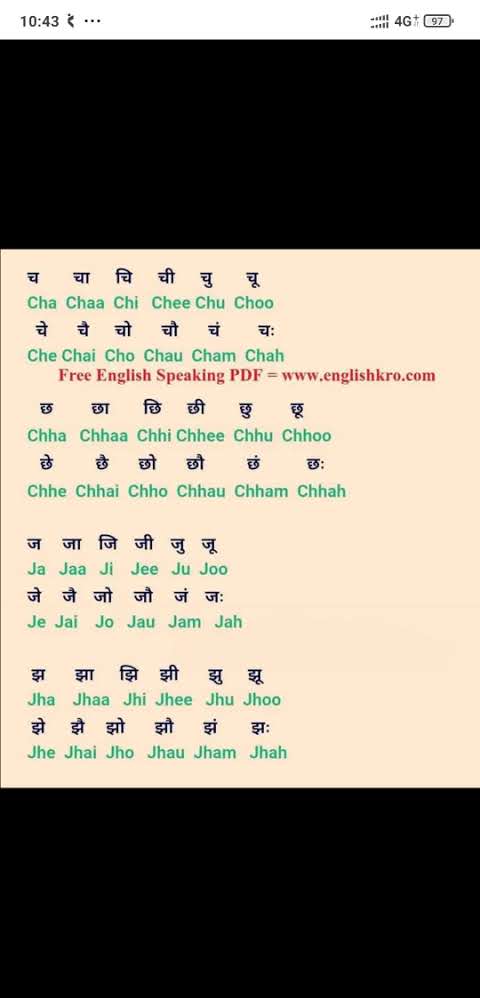 10:43 ... 4G 97
च चा चि ची चु चू
Cha Chaa Chi Chee Chu Choo
चे चै चो चौ चं चः
Che Chai Cho Chau Cham Chah
Free English Speaking PDF = www.englishkro.com
छ छा छि छी छु छू
Chha Chhaa Chhi Chhee Chhu Chhoo
छे छै छो छौ छं छः
Chhe Chhai Chho Chhau Chham Chhah
ज जा जि जी जु जू
Ja Jaa Ji Jee Ju Joo
जे जै जो जौ जं जः
Je Jai Jo Jau Jam Jah
झ झा झि झी झु झू
Jha Jhaa Jhi Jhee Jhu Jhoo
झे झै झो झौ झं झः
Jhe Jhai Jho Jhau Jham Jhah